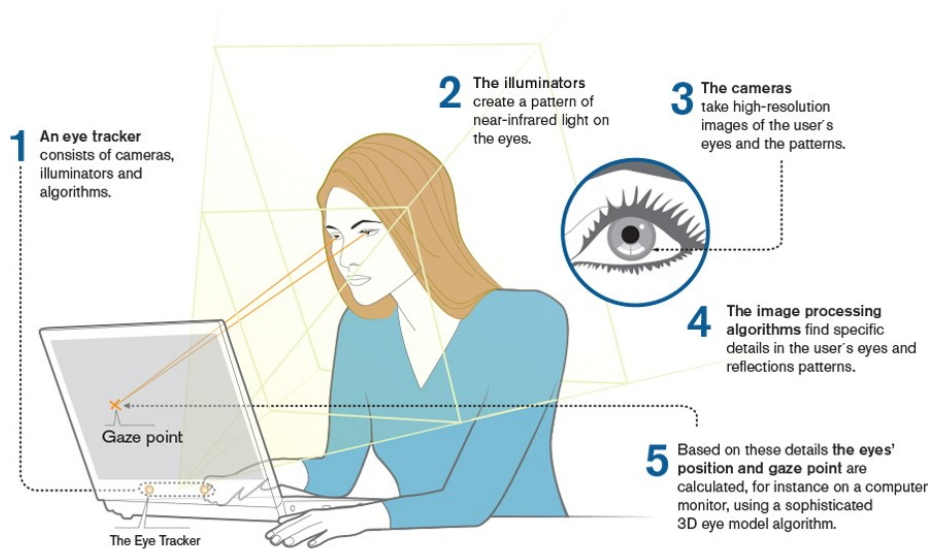 1
An eye tracker
consists of cameras,
illuminators and
algorithms.
2
The illuminators
create a pattern of
near-infrared light on
the eyes.
3
The cameras
take high-resolution
images of the user´s
eyes and the patterns.
4
The image processing
algorithms find specific
details in the user´s eyes and
reflections patterns.
5
Based on these details the eyes’
position and gaze point are
calculated, for instance on a computer
monitor, using a sophisticated
3D eye model algorithm.
Gaze point
The Eye Tracker